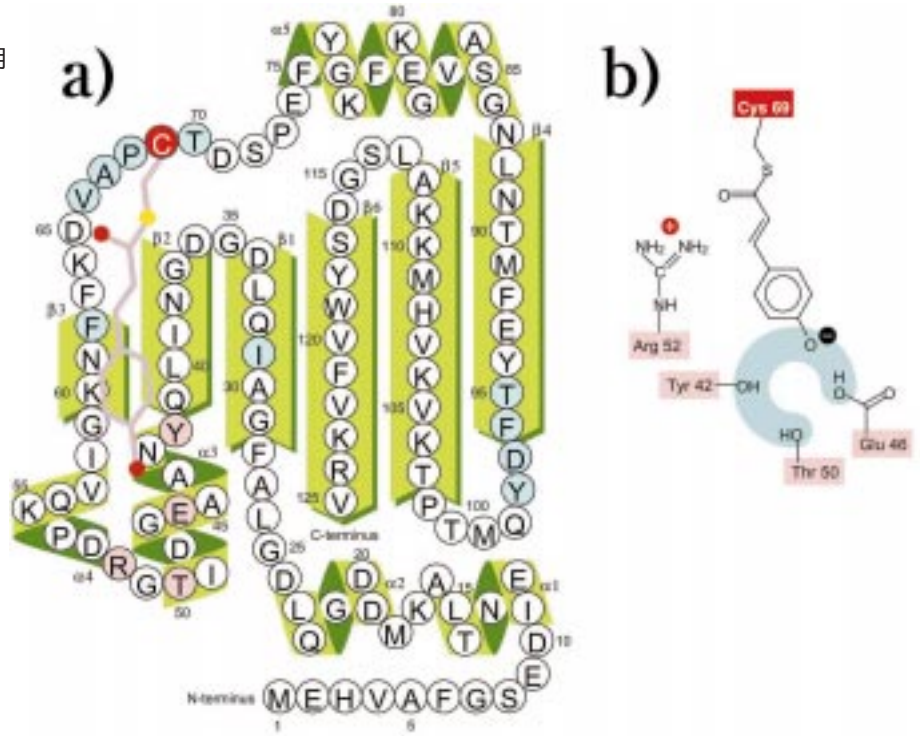 a)
α5
75
80
85
70
65
β3
60
55
α4
50
45
α3
40
β2
35
β1
30
25
20
α2
15
α1
10
N-terminus
1
5
MEHVAFGSEDIENTLAKMDDGQLDGLAFGAIQLDGDGNILQYNAAEGDITGRDPKQVIGKNFFKDVAPCTDSPEFYGKFKEGVASGNLNTMFEYTFDYQMTPTKVKVHMKKALSGDSYWVFVKRV
β4
90
95
100
105
110
β5
115
β6
120
125
C-terminus
b)
Cys 69
S
O
NH₂
NH₂
C
NH
Arg 52
O
Tyr 42
OH
H
O
O
HO
Glu 46
Thr 50